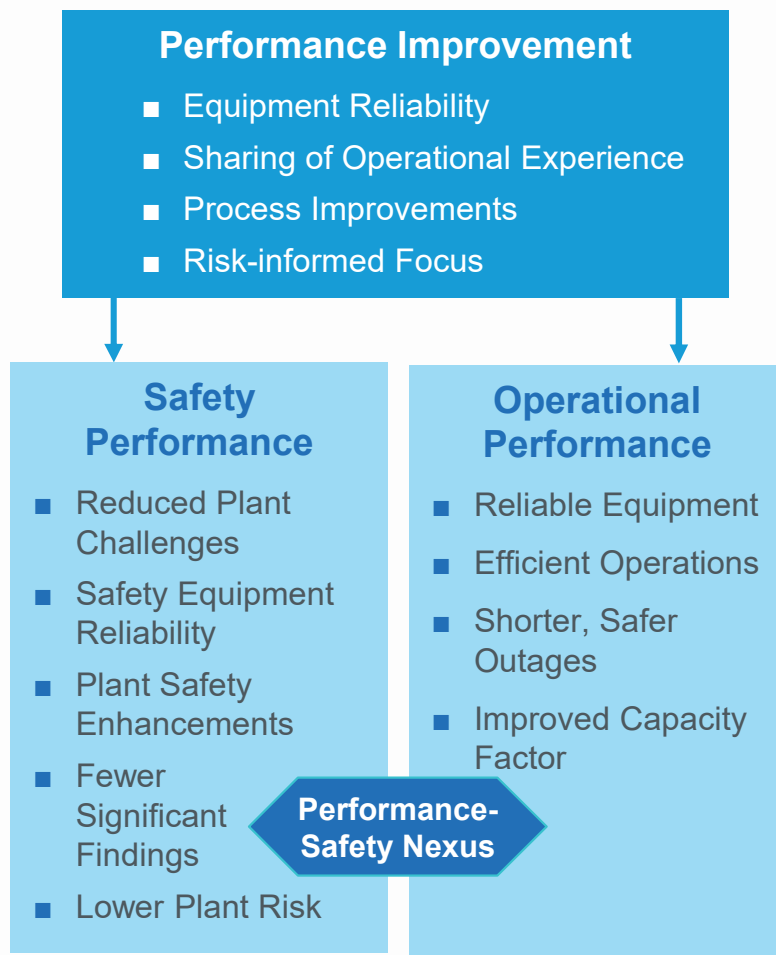 Performance Improvement
■ Equipment Reliability
■ Sharing of Operational Experience
■ Process Improvements
■ Risk-informed Focus
Safety
Performance
■ Reduced Plant
Challenges
■ Safety Equipment
Reliability
■ Plant Safety
Enhancements
■ Fewer
Significant
Findings
■ Lower Plant Risk
Operational
Performance
■ Reliable Equipment
■ Efficient Operations
■ Shorter, Safer
Outages
■ Improved Capacity
Factor
Performance-
Safety Nexus